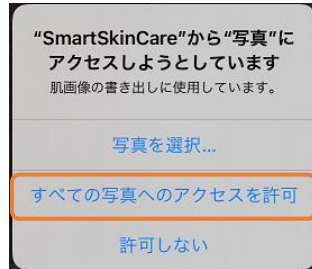 “SmartSkinCare”から“写真”に
アクセスしようとしています
肌画像の書き出しに使用しています。
写真を選択...
すべての写真へのアクセスを許可
許可しない